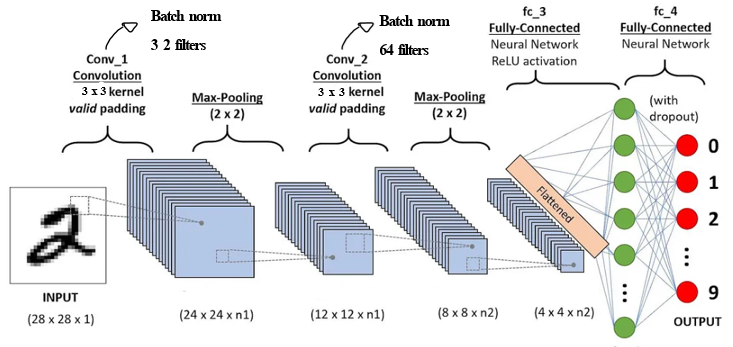 Batch norm
3 2 filters
Conv_1
Convolution
3 x 3 kernel
valid padding
Max-Pooling
(2 x 2)
Batch norm
64 filters
Conv_2
Convolution
3 x 3 kernel
valid padding
Max-Pooling
(2 x 2)
fc_3
Fully-Connected
Neural Network
ReLU activation
fc_4
Fully-Connected
Neural Network
(with
dropout)
Flattened
0
1
2
9
OUTPUT
2
INPUT
(28 x 28 x 1)
(24 x 24 x n1)
(12 x 12 x n1)
(8 x 8 x n2)
(4 x 4 x n2)